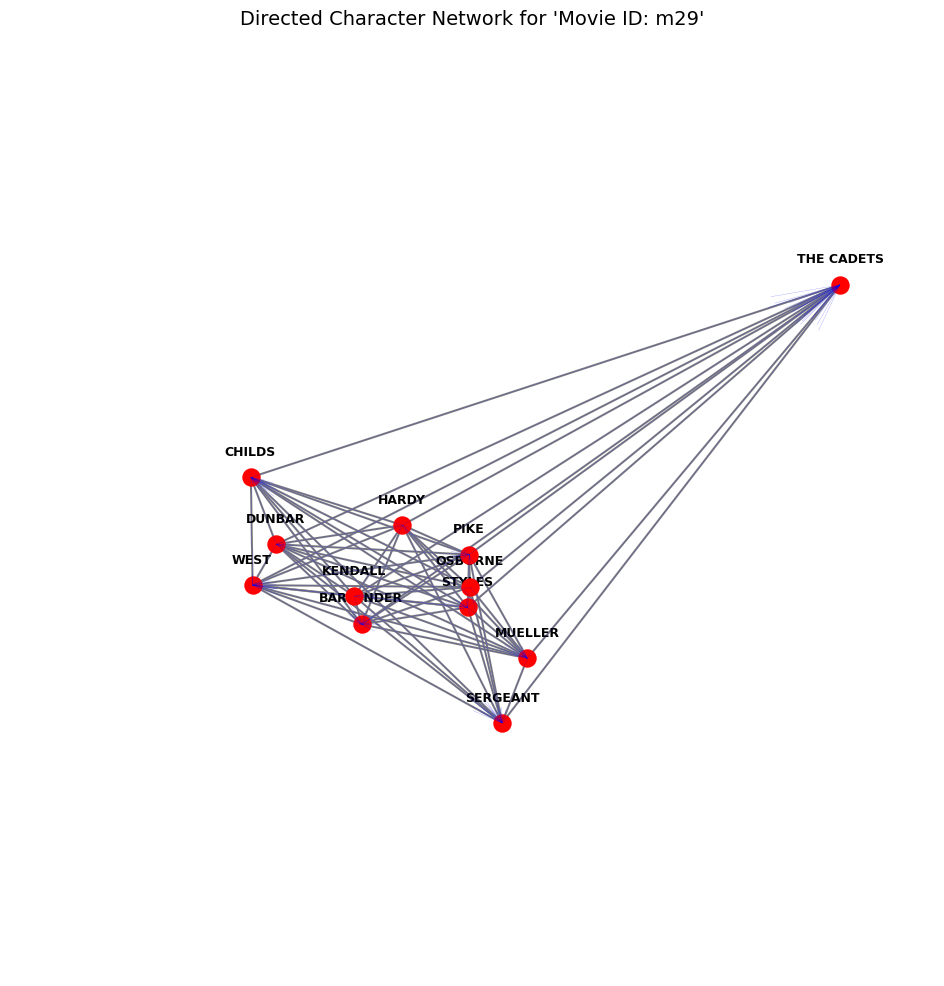 Directed Character Network for 'Movie ID: m29'
THE CADETS
CHILDS
HARDY
DUNBAR
PIKE
WEST
OSBORNE
KENDALL
STYLES
MUELLER
SERGEANT